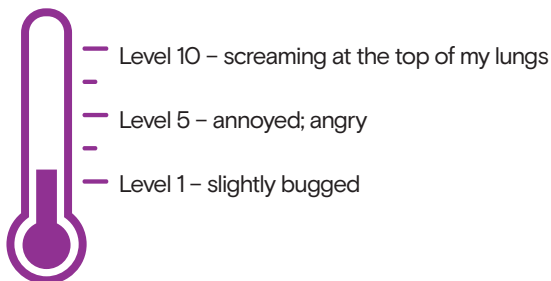 Level 10 – screaming at the top of my lungs
Level 5 – annoyed; angry
Level 1 – slightly bugged